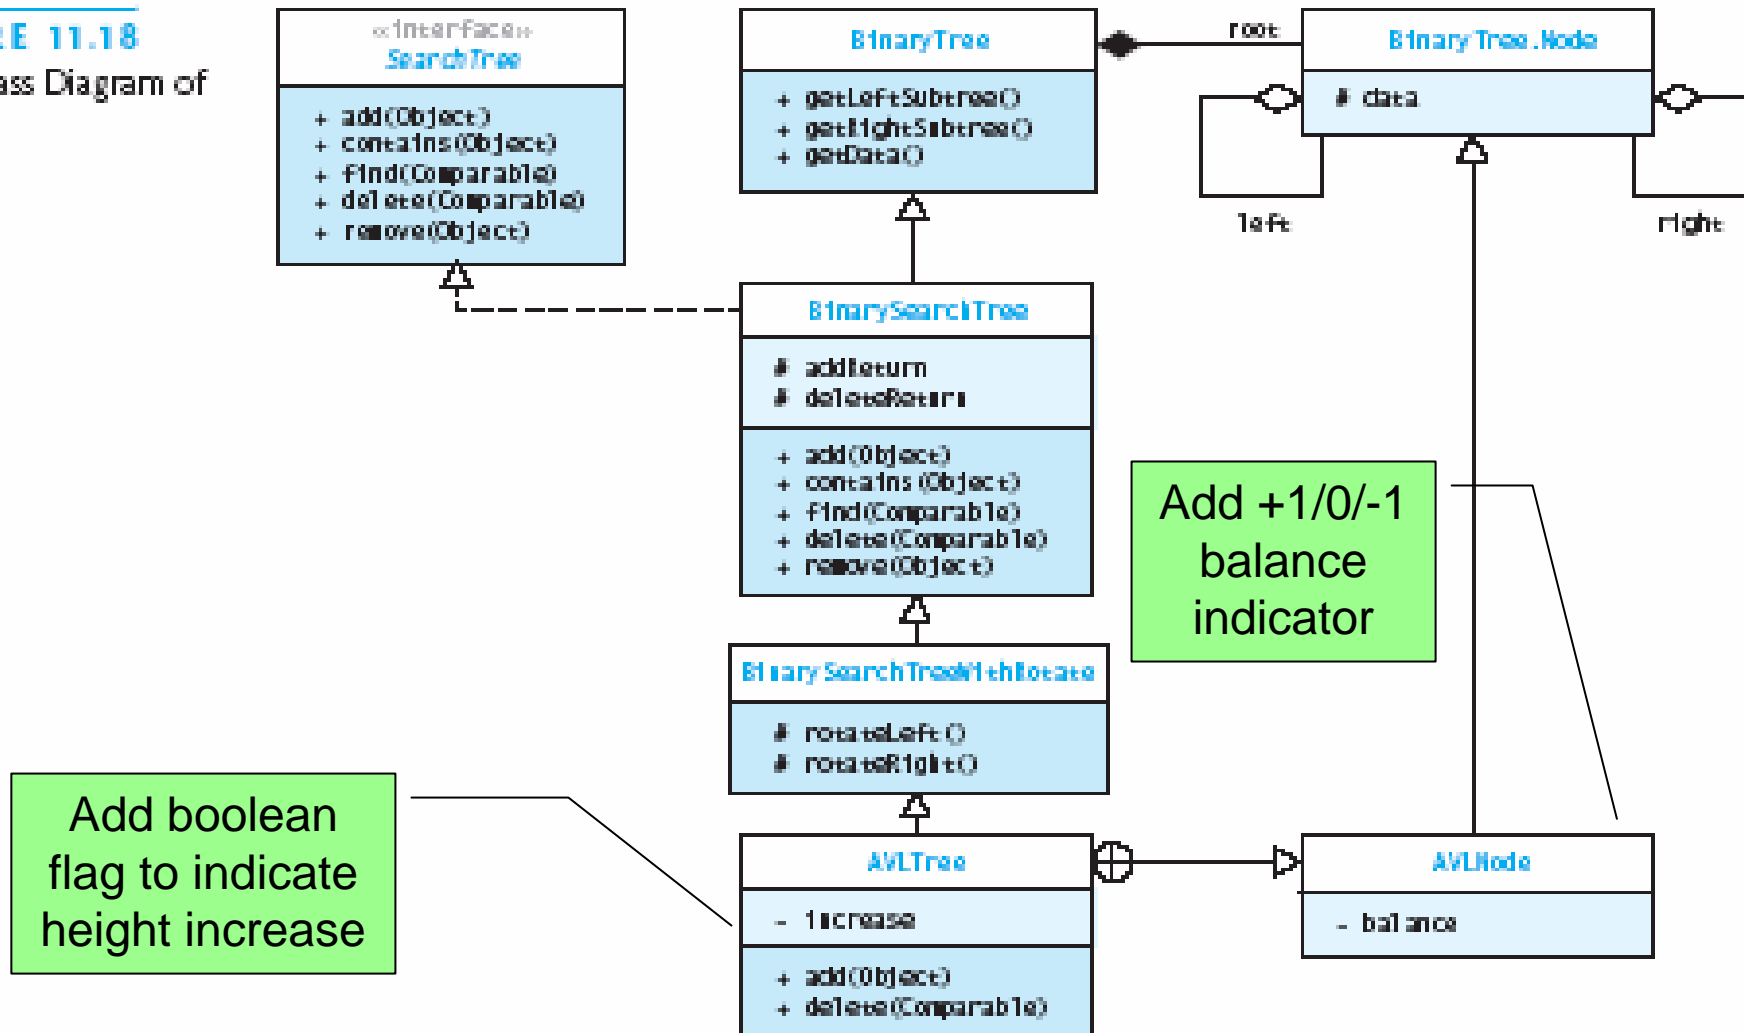 RE 11.18
ass Diagram of
«interface»
SearchTree
+ add(Object)
+ contains(Object)
+ find(Comparable)
+ delete(Comparable)
+ remove(Object)
BinaryTree
+ getLeftSubtree()
+ getRightSubtree()
+ getData()
root
BinaryTree.Node
# data
left
right
BinarySearchTree
# addReturn
# deleteReturn
+ add(Object)
+ contains(Object)
+ find(Comparable)
+ delete(Comparable)
+ remove(Object)
Add +1/0/-1
balance
indicator
BinarySearchTreeWithRotate
# rotateLeft()
# rotateRight()
Add boolean
flag to indicate
height increase
AVLTree
- increase
+ add(Object)
+ delete(Comparable)
AVLNode
- balance